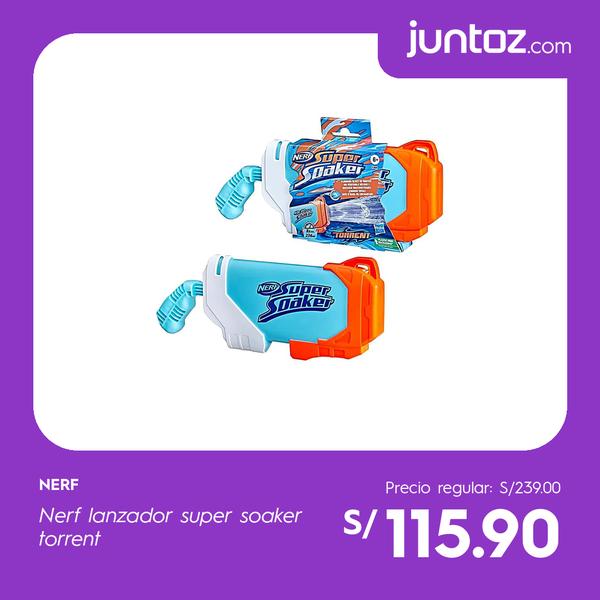 juntoz.com
NERF
SUPER
SOAKER
TORRENT
NERF SUPER
SOAKER
NERF
Precio regular: S/239.00
Nerf lanzador super soaker
torrent
S/115.90